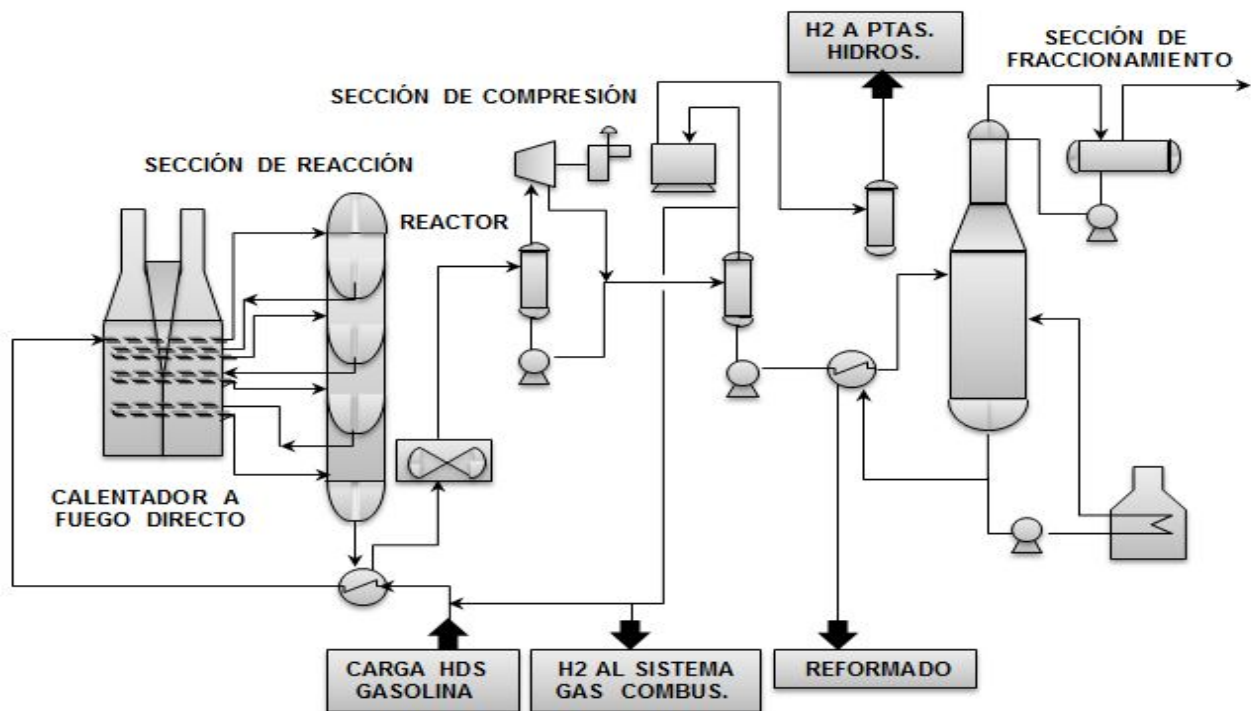 H2 A PTAS.
HIDROS.
SECCIÓN DE
FRACCIONAMIENTO
SECCIÓN DE COMPRESIÓN
SECCIÓN DE REACCIÓN
REACTOR
CALENTADOR A
FUEGO DIRECTO
CARGA HDS
GASOLINA
H2 AL SISTEMA
GAS COMBUS.
REFORMADO